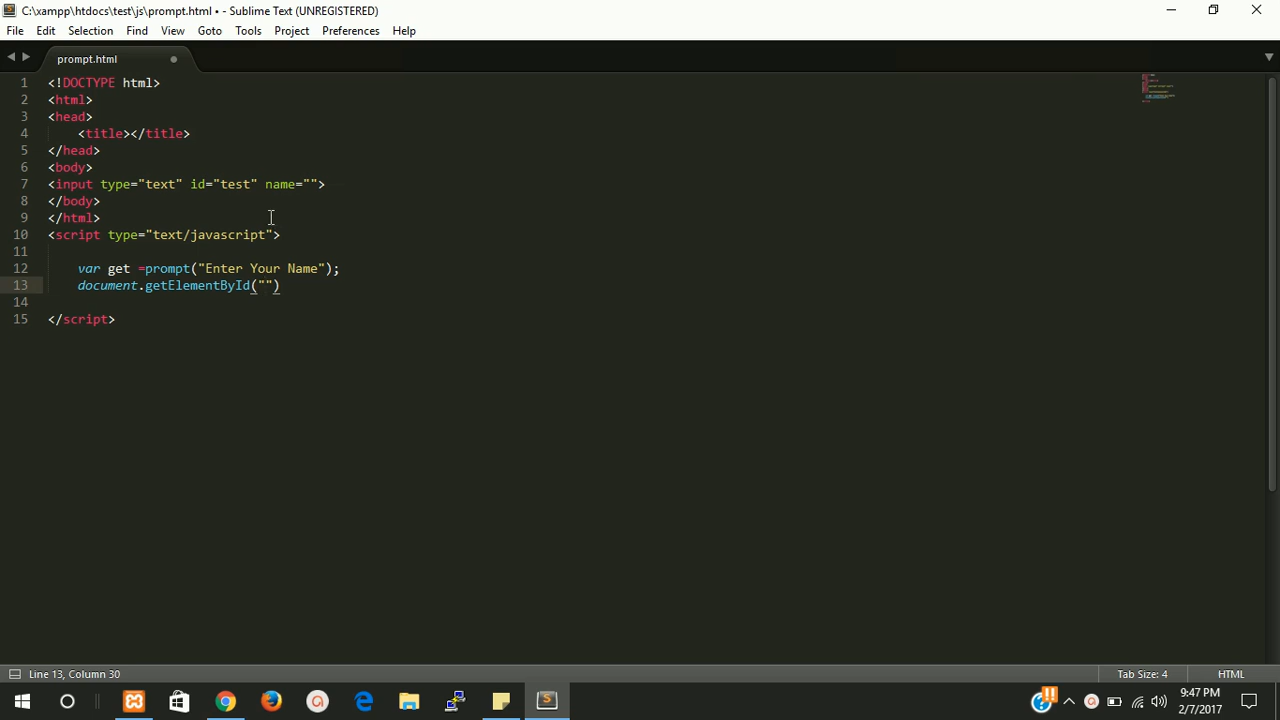 C:\xampp\htdocs\test\js\prompt.html • - Sublime Text (UNREGISTERED)
File Edit Selection Find View Goto Tools Project Preferences Help
prompt.html
1 <!DOCTYPE html>
2 <html>
3 <head>
4     <title></title>
5 </head>
6 <body>
7 <input type="text" id="test" name="">
8 </body>
9 </html>
10 <script type="text/javascript">
11
12     var get =prompt("Enter Your Name");
13     document.getElementById("")
14
15 </script>
Line 13, Column 30 Tab Size: 4 HTML
9:47 PM
2/7/2017